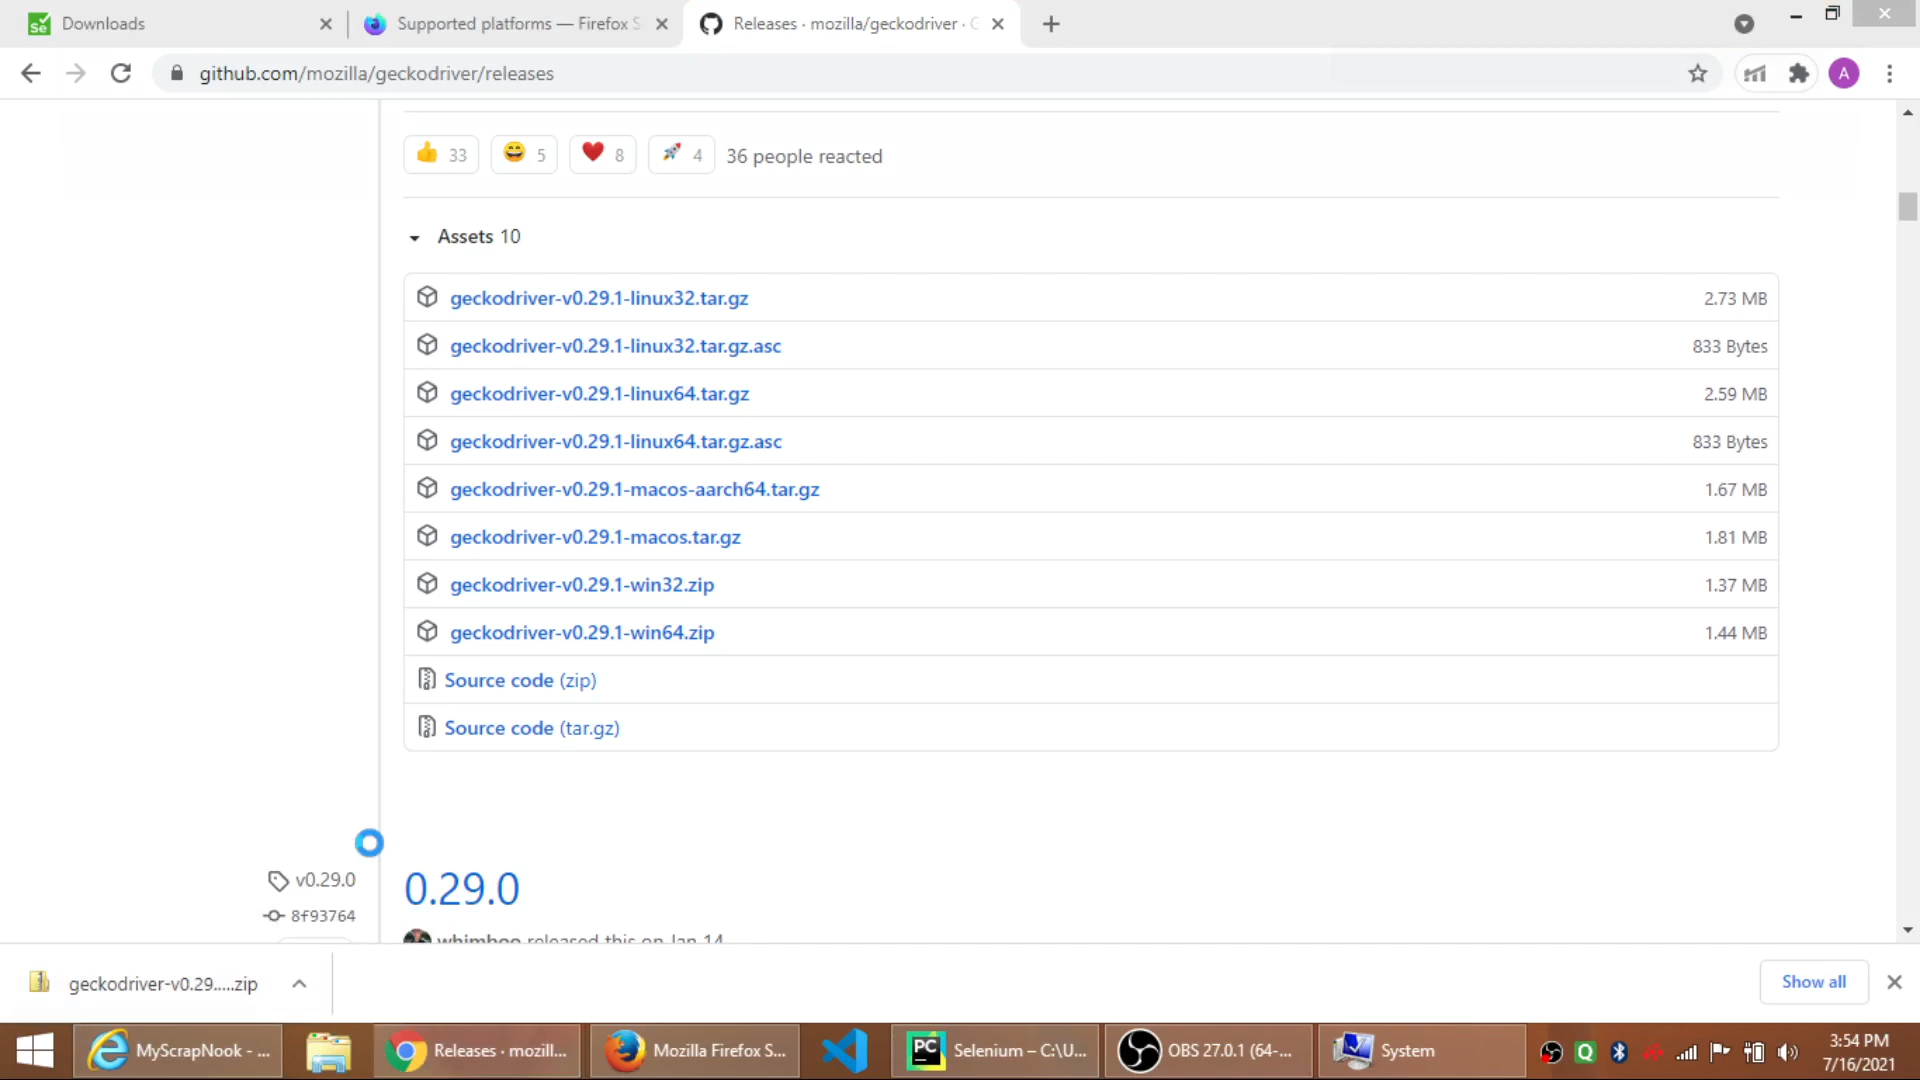 Downloads
Supported platforms — Firefox S
Releases · mozilla/geckodriver · G
github.com/mozilla/geckodriver/releases
A
33
5
8
4
36 people reacted
Assets 10
geckodriver-v0.29.1-linux32.tar.gz
2.73 MB
geckodriver-v0.29.1-linux32.tar.gz.asc
833 Bytes
geckodriver-v0.29.1-linux64.tar.gz
2.59 MB
geckodriver-v0.29.1-linux64.tar.gz.asc
833 Bytes
geckodriver-v0.29.1-macos-aarch64.tar.gz
1.67 MB
geckodriver-v0.29.1-macos.tar.gz
1.81 MB
geckodriver-v0.29.1-win32.zip
1.37 MB
geckodriver-v0.29.1-win64.zip
1.44 MB
Source code (zip)
Source code (tar.gz)
v0.29.0
0.29.0
8f93764
whimboo released this on Jan 14
geckodriver-v0.29.....zip
Show all
MyScrapNook - ...
Releases · mozill...
Mozilla Firefox S...
PC
Selenium – C:\U...
OBS 27.0.1 (64-...
System
3:54 PM
7/16/2021